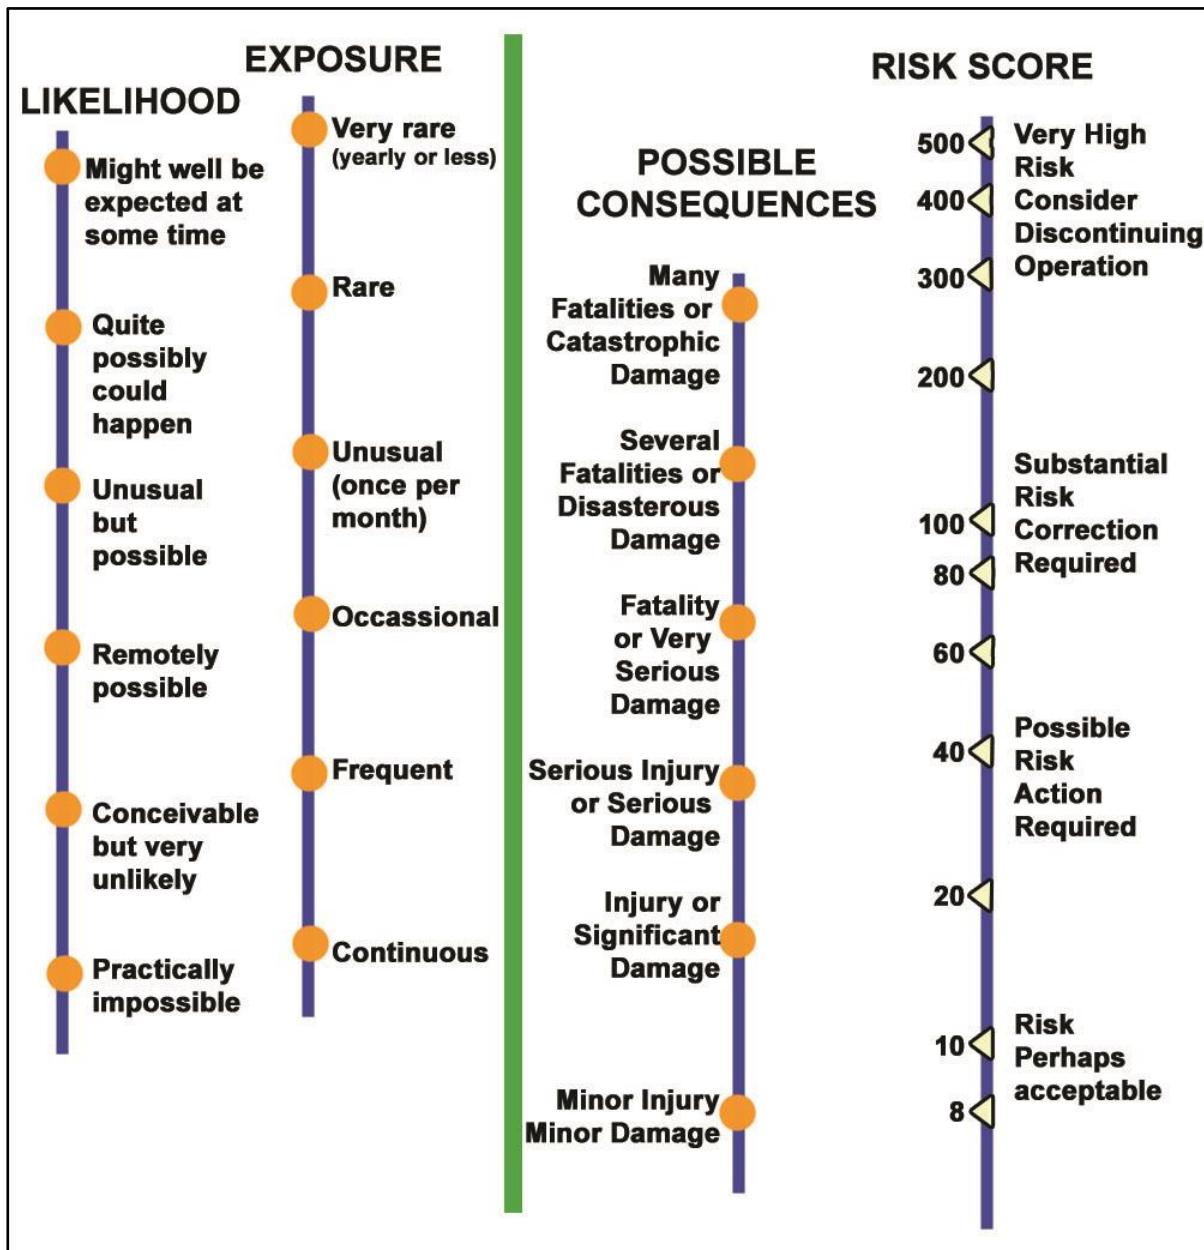 LIKELIHOOD
Might well be
expected at
some time
Quite
possibly
could
happen
Unusual
but
possible
Remotely
possible
Conceivable
but very
unlikely
Practically
impossible
EXPOSURE
Very rare
(yearly or less)
Rare
Unusual
(once per
month)
Occassional
Frequent
Continuous
POSSIBLE
CONSEQUENCES
Many
Fatalities or
Catastrophic
Damage
Several
Fatalities or
Disasterous
Damage
Fatality
or Very
Serious
Damage
Serious Injury
or Serious
Damage
Injury or
Significant
Damage
Minor Injury
Minor Damage
RISK SCORE
500
400
300
200
100
80
60
40
20
10
8
Very High
Risk
Consider
Discontinuing
Operation
Substantial
Risk
Correction
Required
Possible
Risk
Action
Required
Risk
Perhaps
acceptable